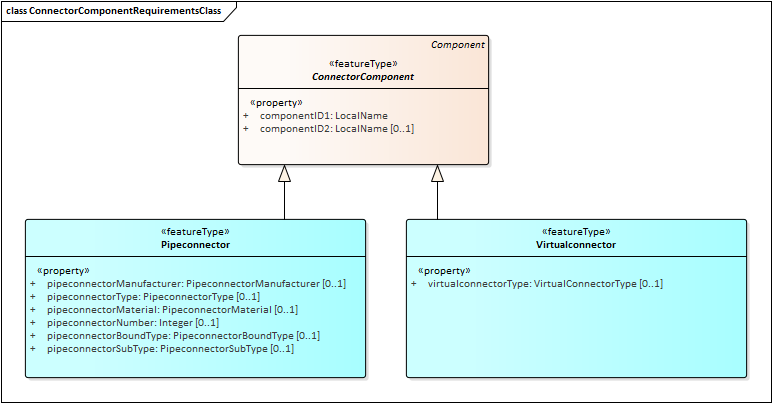 class ConnectorComponentRequirementsClass
Component
«featureType»
ConnectorComponent
«property»
+ componentID1: LocalName
+ componentID2: LocalName [0..1]
«featureType»
Pipeconnector
«property»
+ pipeconnectorManufacturer: PipeconnectorManufacturer [0..1]
+ pipeconnectorType: PipeconnectorType [0..1]
+ pipeconnectorMaterial: PipeconnectorMaterial [0..1]
+ pipeconnectorNumber: Integer [0..1]
+ pipeconnectorBoundType: PipeconnectorBoundType [0..1]
+ pipeconnectorSubType: PipeconnectorSubType [0..1]
«featureType»
Virtualconnector
«property»
+ virtualconnectorType: VirtualConnectorType [0..1]